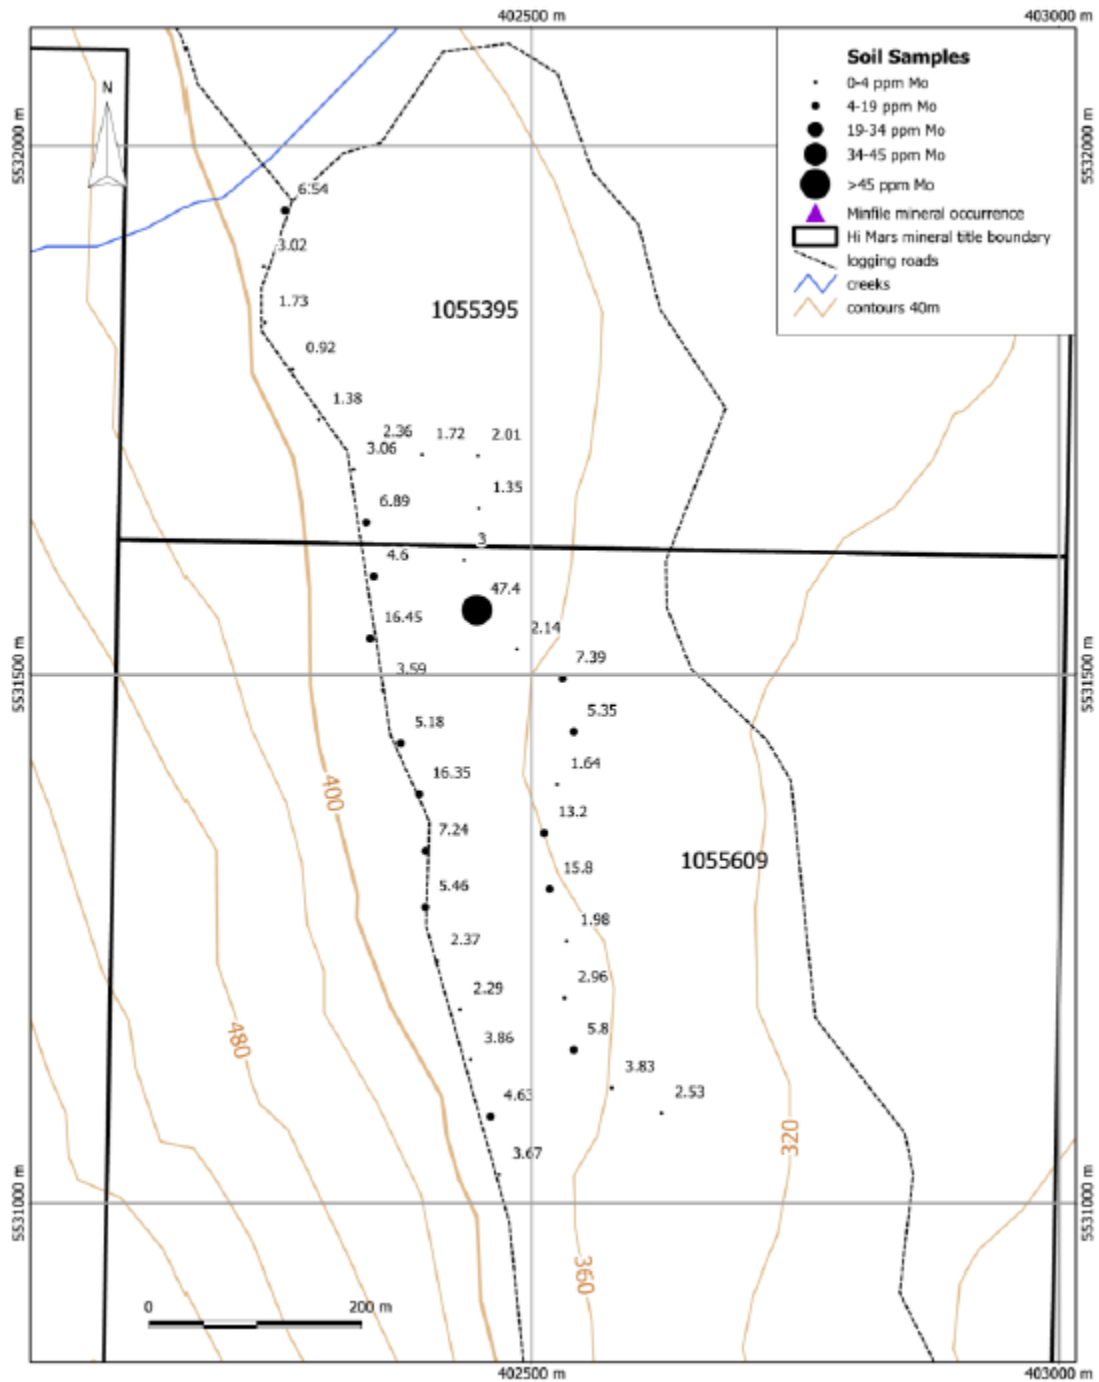 402500 m
403000 m
Soil Samples
0-4 ppm Mo
4-19 ppm Mo
19-34 ppm Mo
34-45 ppm Mo
>45 ppm Mo
Minfile mineral occurrence
Hi Mars mineral title boundary
logging roads
creeks
contours 40m
N
5532000 m
5532000 m
6.54
3.02
1.73
1055395
0.92
1.38
2.36
1.72
2.01
3.06
1.35
6.89
3
4.6
47.4
16.45
2.14
7.39
3.59
5531500 m
5531500 m
5.18
5.35
16.35
1.64
400
13.2
7.24
1055609
15.8
5.46
1.98
2.37
2.96
2.29
480
3.86
5.8
3.83
2.53
4.63
320
3.67
5531000 m
5531000 m
360
0
200 m
402500 m
403000 m